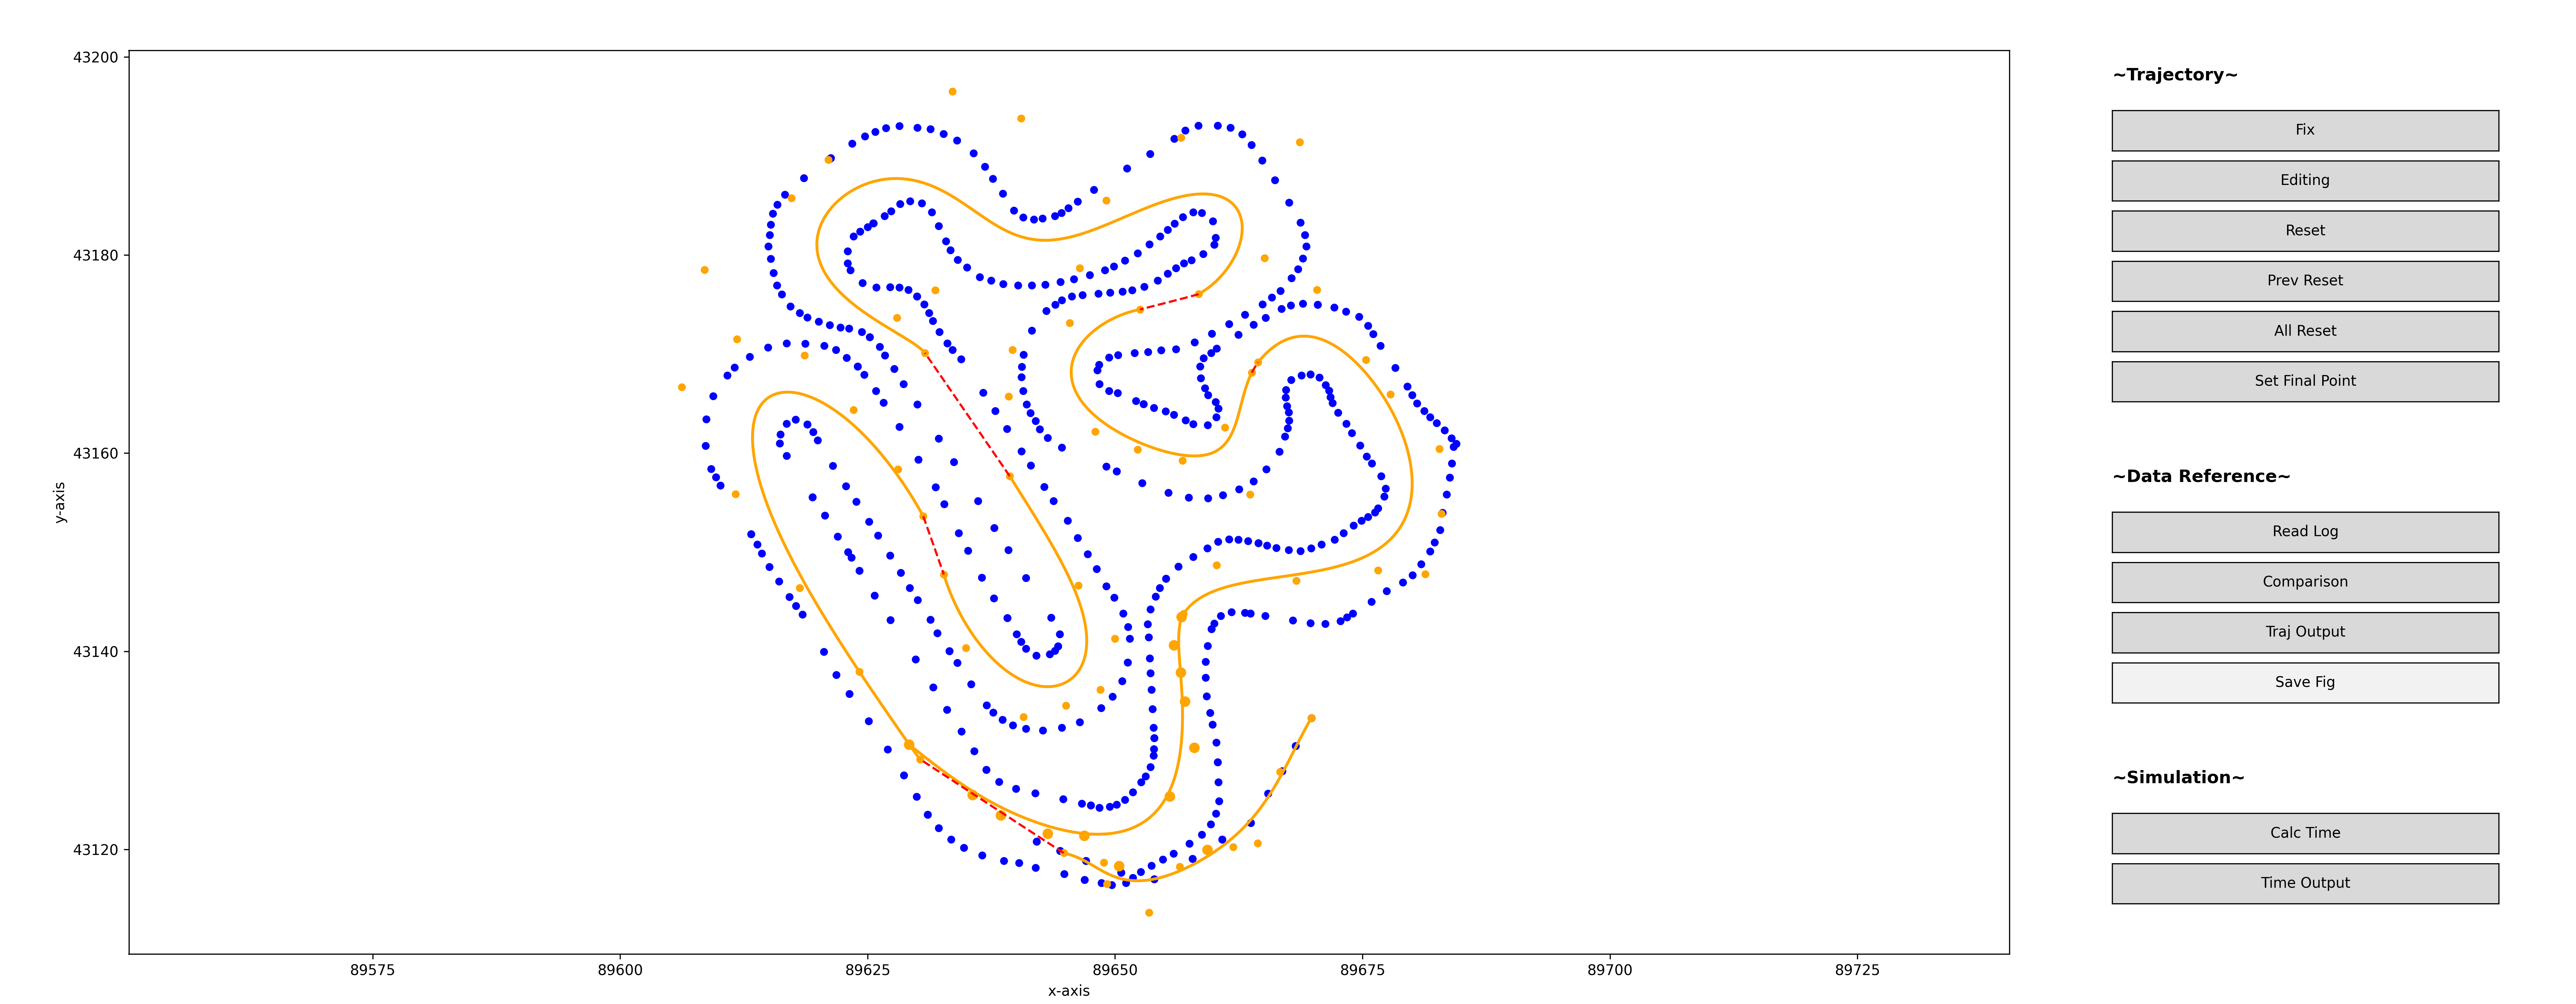 43200
43180
43160
43140
43120
y-axis
89575
89600
89625
89650
89675
89700
89725
x-axis
~Trajectory~
Fix
Editing
Reset
Prev Reset
All Reset
Set Final Point
~Data Reference~
Read Log
Comparison
Traj Output
Save Fig
~Simulation~
Calc Time
Time Output